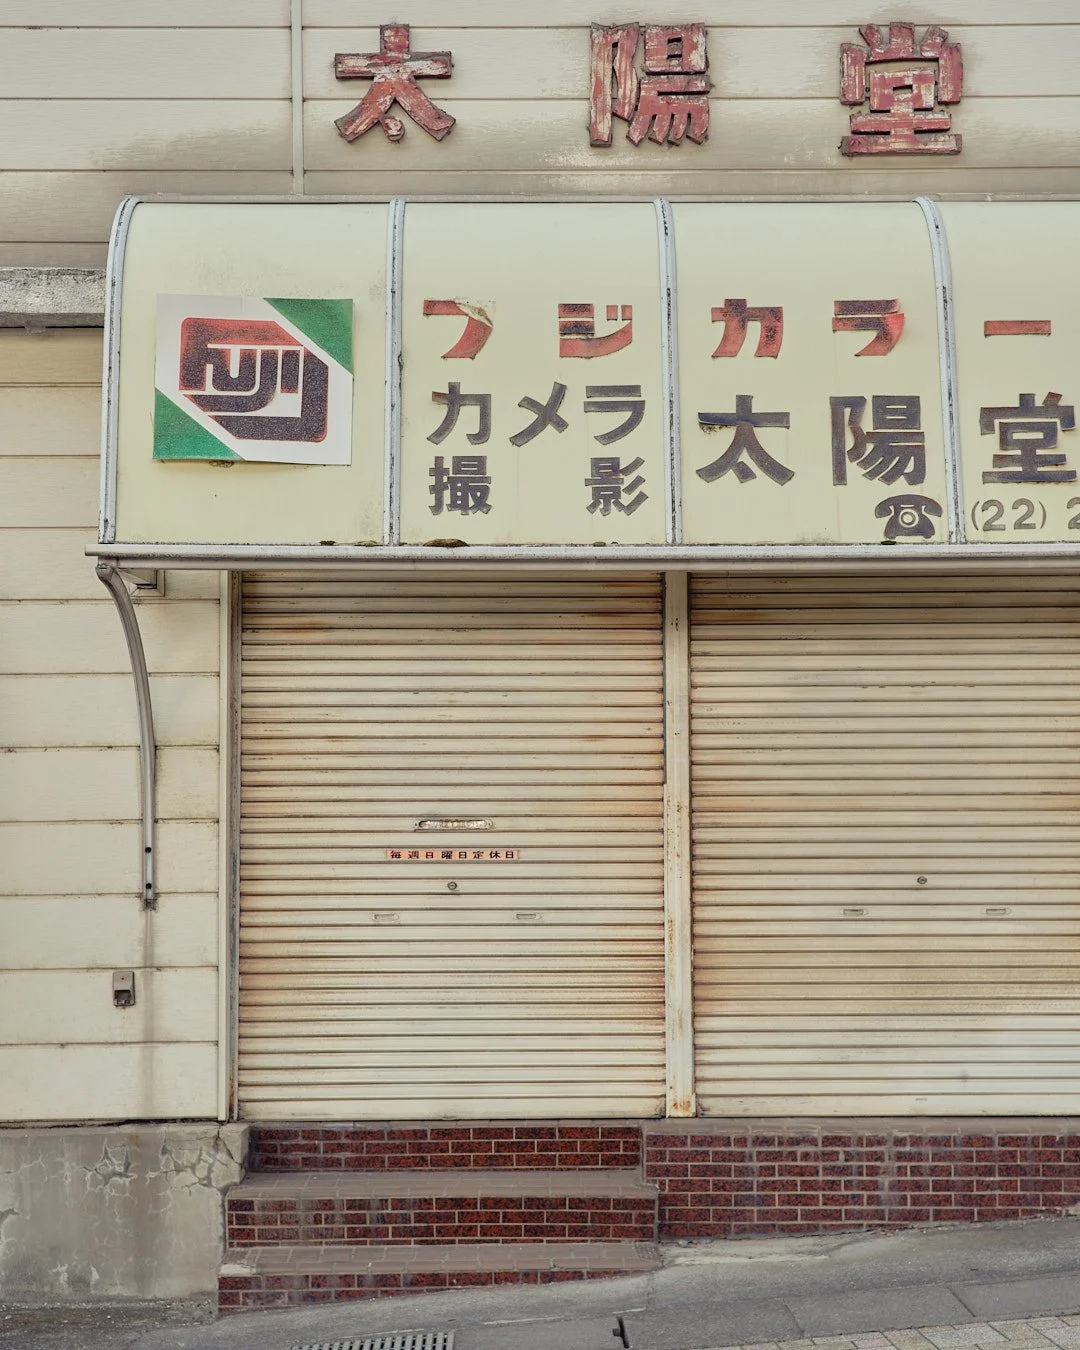 太陽堂
FUJI
フジカラー
カメラ 太陽堂
撮影
(22) 2
毎週日曜日定休日